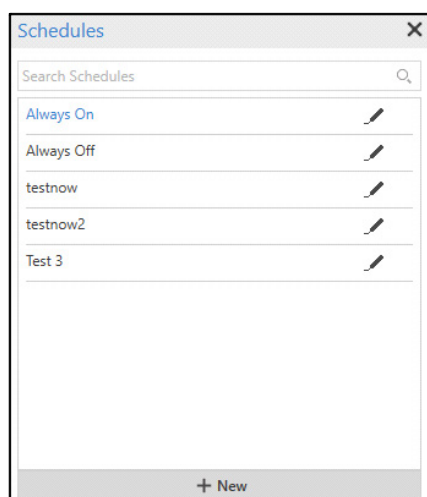 Schedules
Search Schedules
Always On
Always Off
testnow
testnow2
Test 3
+ New